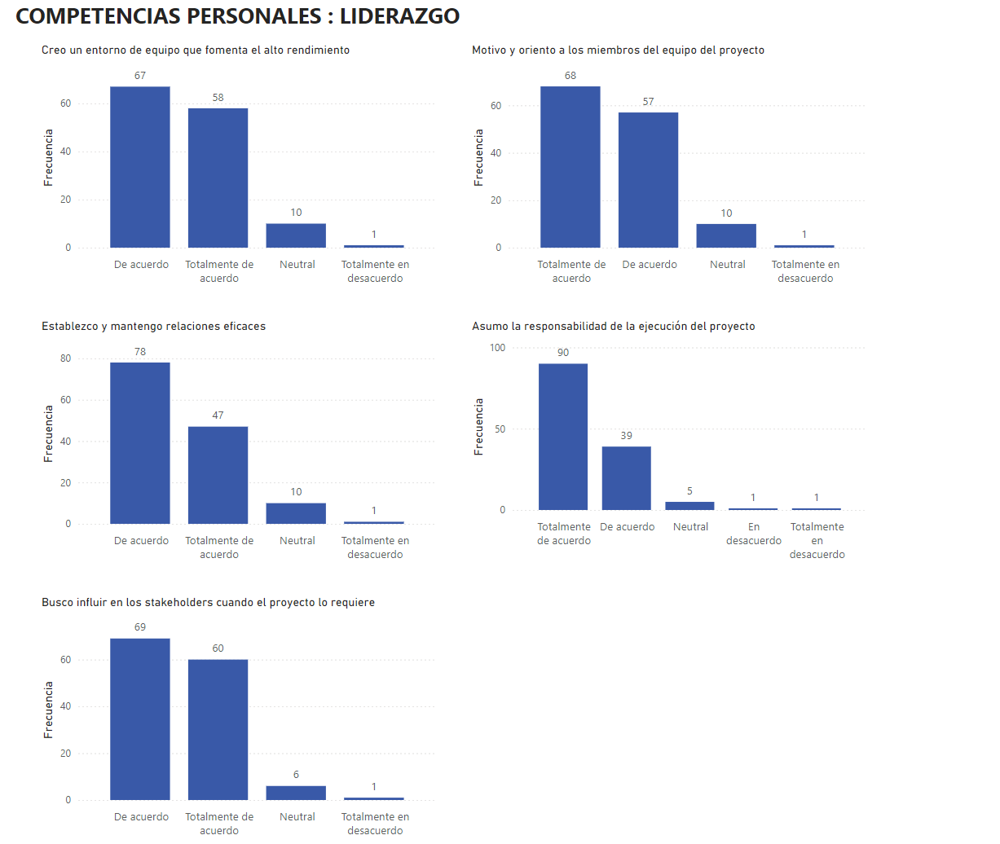 COMPETENCIAS PERSONALES : LIDERAZGO
Creo un entorno de equipo que fomenta el alto rendimiento
Frecuencia
60
40
20
0
67
58
10
1
De acuerdo
Totalmente de
acuerdo
Neutral
Totalmente en
desacuerdo
Motivo y oriento a los miembros del equipo del proyecto
Frecuencia
60
40
20
0
68
57
10
1
Totalmente de
acuerdo
De acuerdo
Neutral
Totalmente en
desacuerdo
Establezco y mantengo relaciones eficaces
Frecuencia
80
60
40
20
0
78
47
10
1
De acuerdo
Totalmente de
acuerdo
Neutral
Totalmente en
desacuerdo
Asumo la responsabilidad de la ejecución del proyecto
Frecuencia
100
50
0
90
39
5
1
1
Totalmente
de acuerdo
De acuerdo
Neutral
En
desacuerdo
Totalmente
en
desacuerdo
Busco influir en los stakeholders cuando el proyecto lo requiere
Frecuencia
60
40
20
0
69
60
6
1
De acuerdo
Totalmente de
acuerdo
Neutral
Totalmente en
desacuerdo